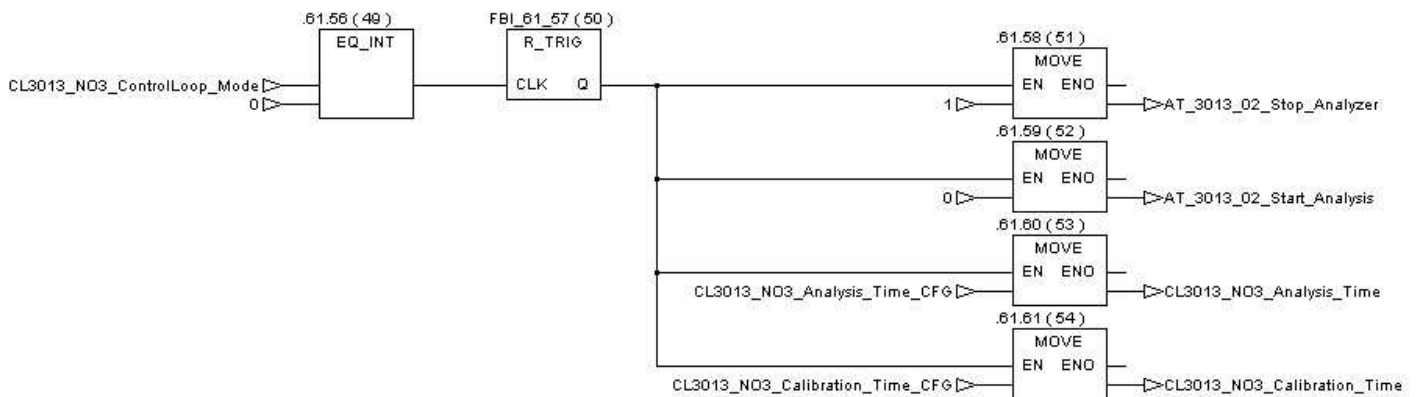 .61.56 ( 49 )
EQ_INT
CL3013_NO3_ControlLoop_Mode
0
FBI_61_57 ( 50 )
R_TRIG
CLK Q
.61.58 ( 51 )
MOVE
EN ENO
1
AT_3013_02_Stop_Analyzer
.61.59 ( 52 )
MOVE
EN ENO
0
AT_3013_02_Start_Analysis
.61.60 ( 53 )
MOVE
EN ENO
CL3013_NO3_Analysis_Time_CFG
CL3013_NO3_Analysis_Time
.61.61 ( 54 )
MOVE
EN ENO
CL3013_NO3_Calibration_Time_CFG
CL3013_NO3_Calibration_Time